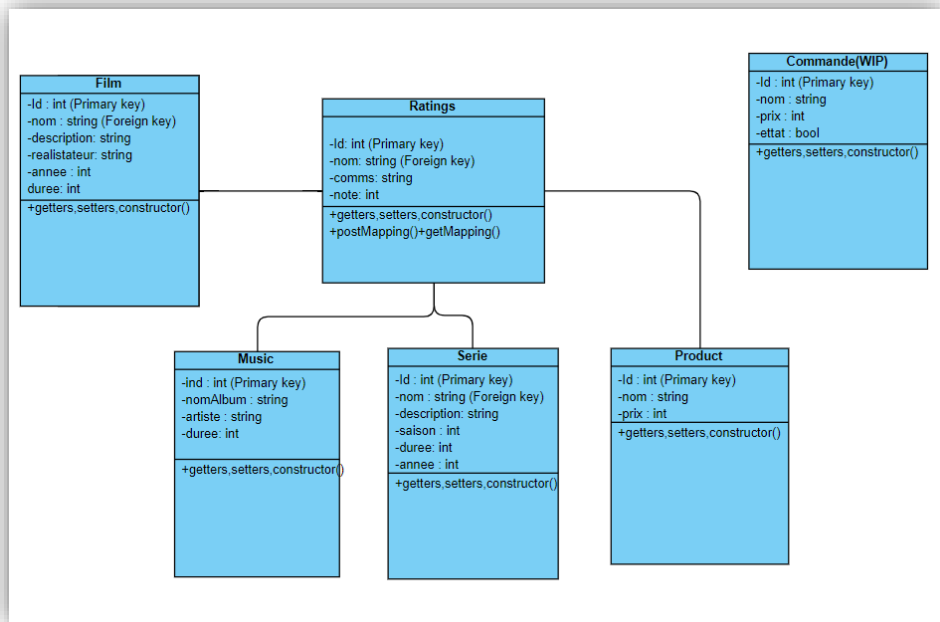 Film
-Id : int (Primary key)
-nom : string (Foreign key)
-description: string
-realistateur: string
-annee : int
duree: int
+getters,setters,constructor()
Ratings
-Id: int (Primary key)
-nom: string (Foreign key)
-comms: string
-note: int
+getters,setters,constructor()
+postMapping()+getMapping()
Commande(WIP)
-Id : int (Primary key)
-nom : string
-prix : int
-ettat : bool
+getters,setters,constructor()
Music
-ind : int (Primary key)
-nomAlbum : string
-artiste : string
-duree: int
+getters,setters,constructor()
Serie
-Id : int (Primary key)
-nom : string (Foreign key)
-description: string
-saison : int
-duree: int
-annee : int
+getters,setters,constructor()
Product
-Id : int (Primary key)
-nom : string
-prix : int
+getters,setters,constructor()